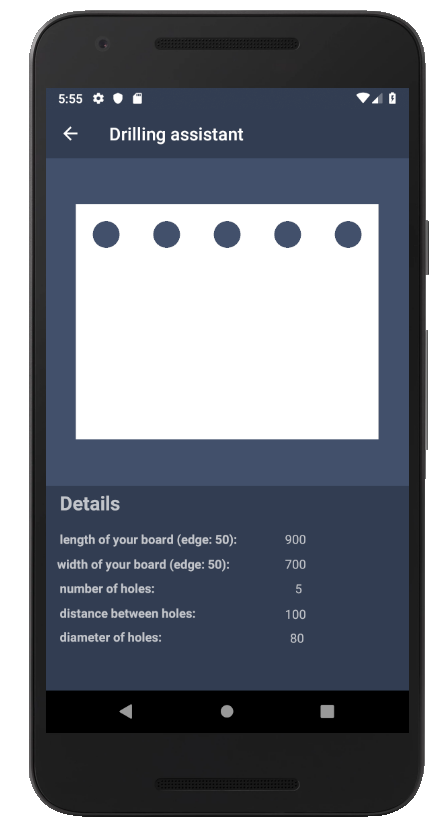 5:55
Drilling assistant
Details
length of your board (edge: 50): 900
width of your board (edge: 50): 700
number of holes: 5
distance between holes: 100
diameter of holes: 80